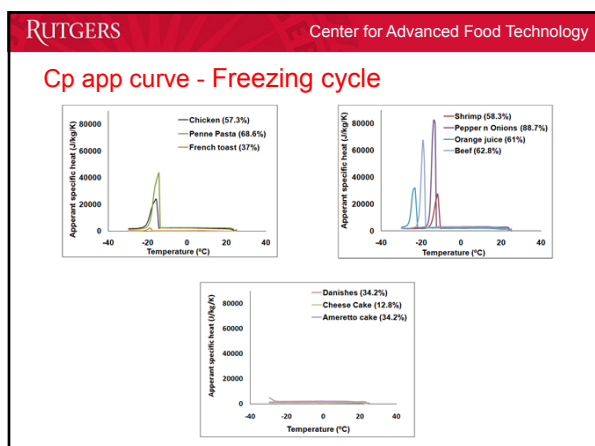 RUTGERS
Center for Advanced Food Technology
Cp app curve - Freezing cycle
Apperant specific heat (J/kg/K)
80000
60000
40000
20000
0
-40
-20
0
20
40
Temperature (ºC)
Chicken (57.3%)
Penne Pasta (68.6%)
French toast (37%)
Apperant specific heat (J/kg/K)
80000
60000
40000
20000
0
-40
-20
0
20
40
Temperature (ºC)
Shrimp (58.3%)
Pepper n Onions (88.7%)
Orange juice (61%)
Beef (62.8%)
Apperant specific heat (J/kg/K)
80000
60000
40000
20000
0
-40
-20
0
20
40
Temperature (ºC)
Danishes (34.2%)
Cheese Cake (12.8%)
Ameretto cake (34.2%)